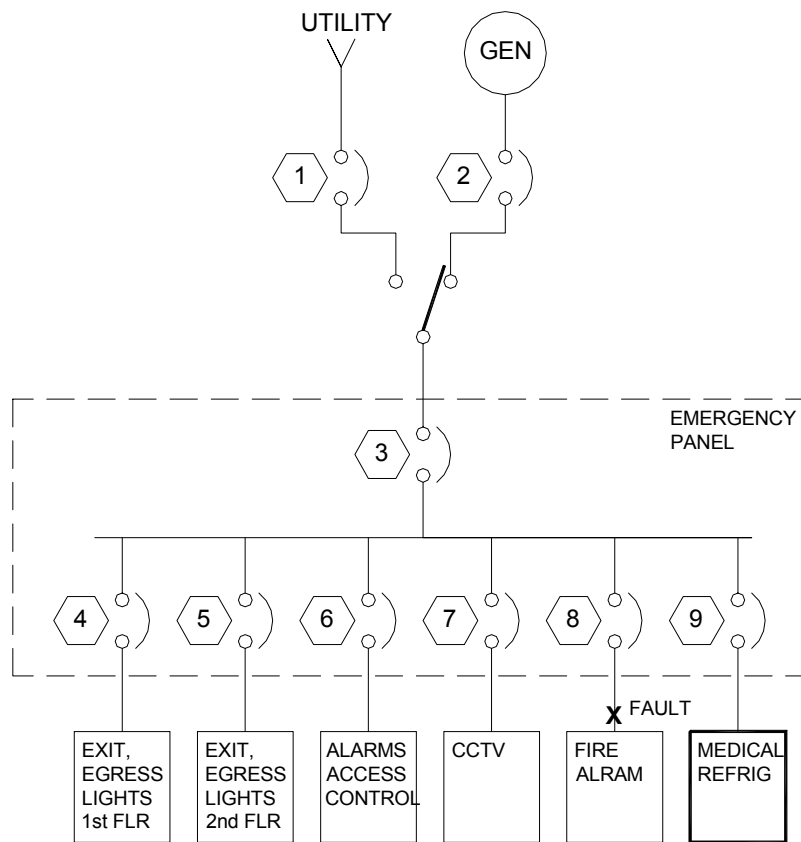 UTILITY
GEN
1
2
EMERGENCY
PANEL
3
4
5
6
7
8
9
X FAULT
EXIT,
EGRESS
LIGHTS
1st FLR
EXIT,
EGRESS
LIGHTS
2nd FLR
ALARMS
ACCESS
CONTROL
CCTV
FIRE
ALRAM
MEDICAL
REFRIG